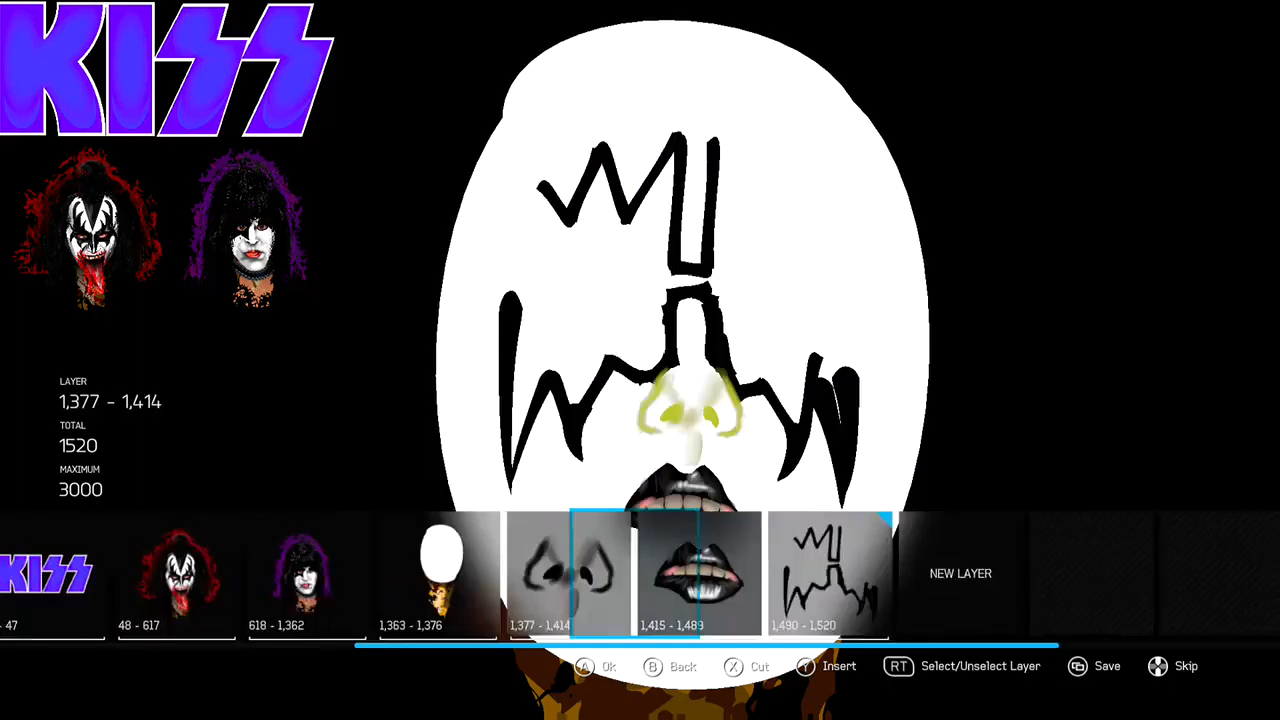 KISS
LAYER
1,377 - 1,414
TOTAL
1520
MAXIMUM
3000
KISS
- 47
48 - 617
618 - 1,362
1,363 - 1,376
1,377 - 1,414
1,415 - 1,489
1,490 - 1,520
NEW LAYER
A Ok
B Back
X Cut
Y Insert
RT Select/Unselect Layer
Save
Skip